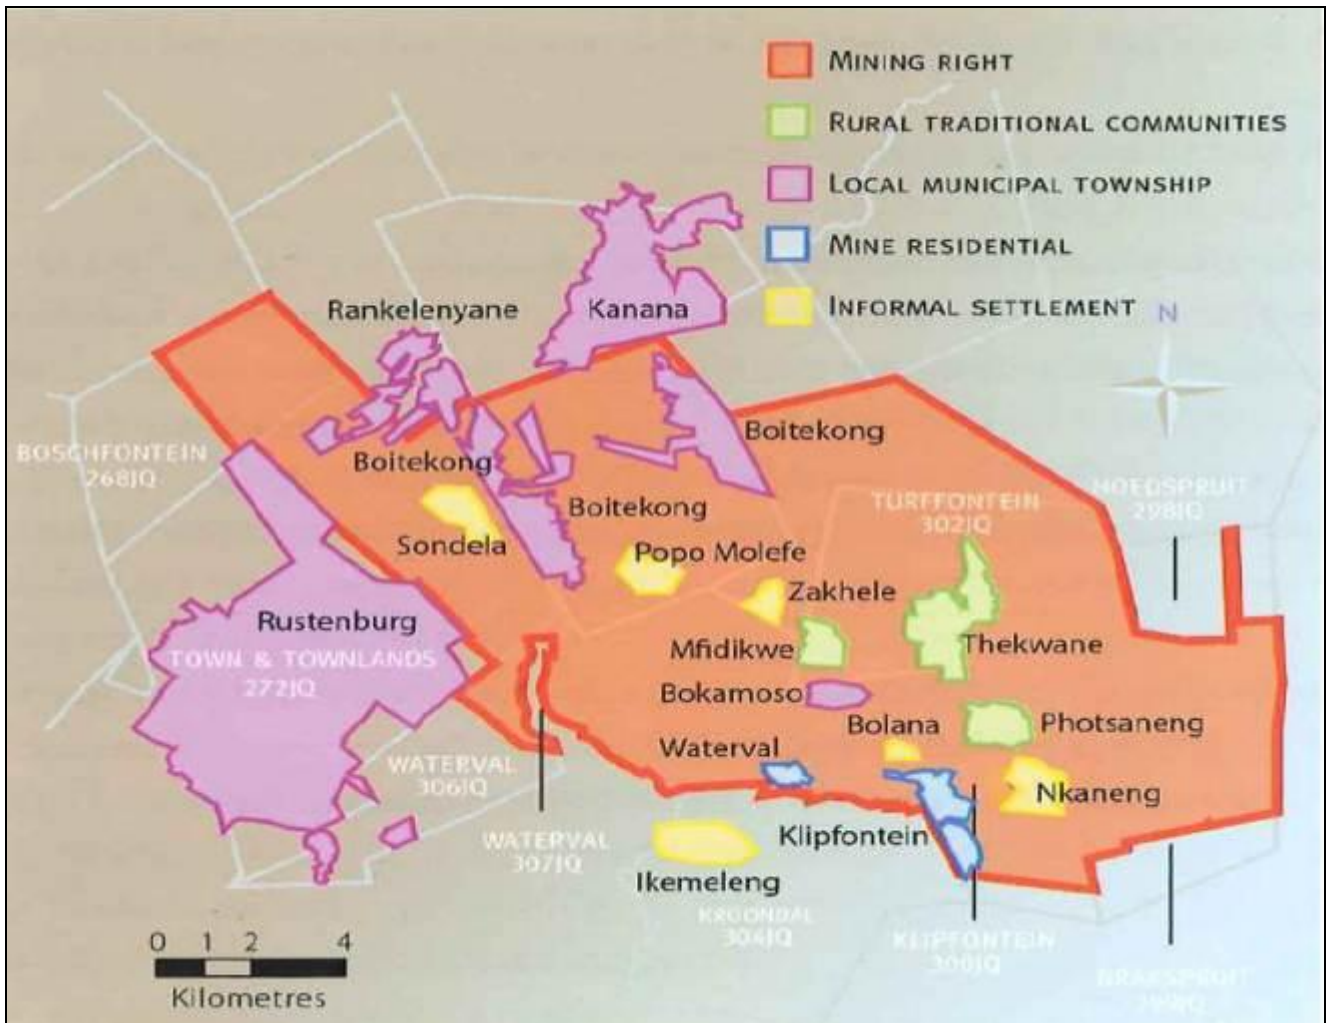 MINING RIGHT
RURAL TRADITIONAL COMMUNITIES
LOCAL MUNICIPAL TOWNSHIP
MINE RESIDENTIAL
INFORMAL SETTLEMENT
N
Rankelenyane
Kanana
Boitekong
BOSCHFONTEIN
268JQ
Boitekong
HOEDSPRUIT
298JQ
TURFFONTEIN
302JQ
Boitekong
Sondela
Popo Molefe
Zakhele
Rustenburg
TOWN & TOWNLANDS
272JQ
Mfidikwe
Thekwane
Bokamoso
Bolana
Photsaneng
Waterval
WATERVAL
306JQ
Nkaneng
WATERVAL
307JQ
Klipfontein
Ikemeleng
KROONDAL
304JQ
KLIPFONTEIN
300JQ
BRAKSPRUIT
299JQ
0 1 2 4
Kilometres